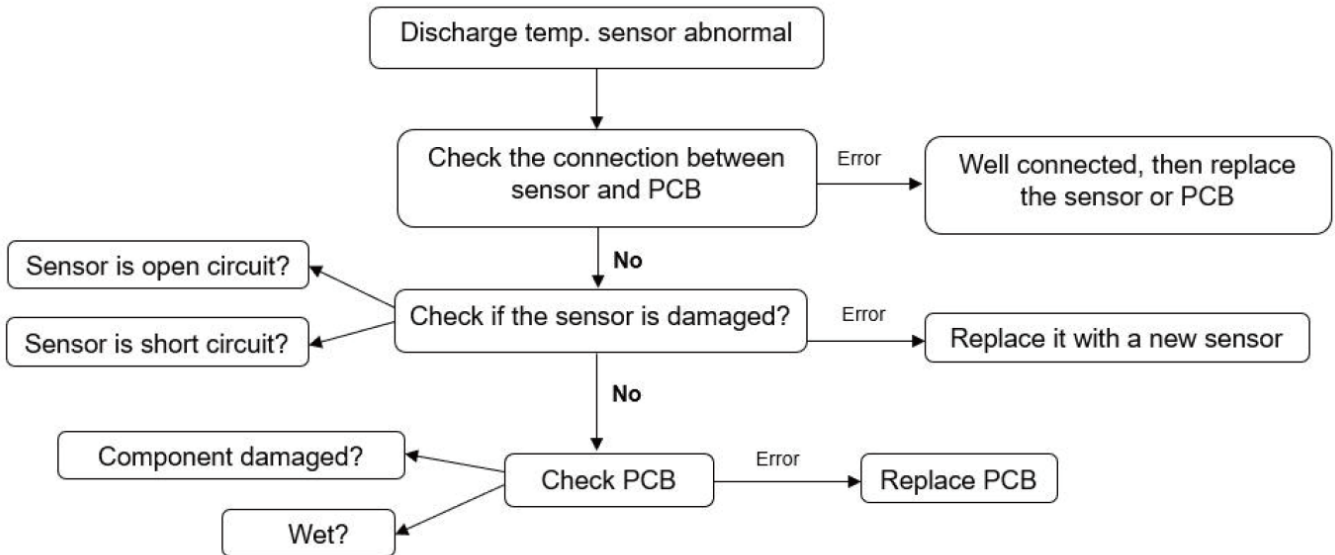 Discharge temp. sensor abnormal
Check the connection between
sensor and PCB
Error
Well connected, then replace
the sensor or PCB
No
Sensor is open circuit?
Check if the sensor is damaged?
Error
Sensor is short circuit?
Replace it with a new sensor
No
Component damaged?
Check PCB
Error
Replace PCB
Wet?